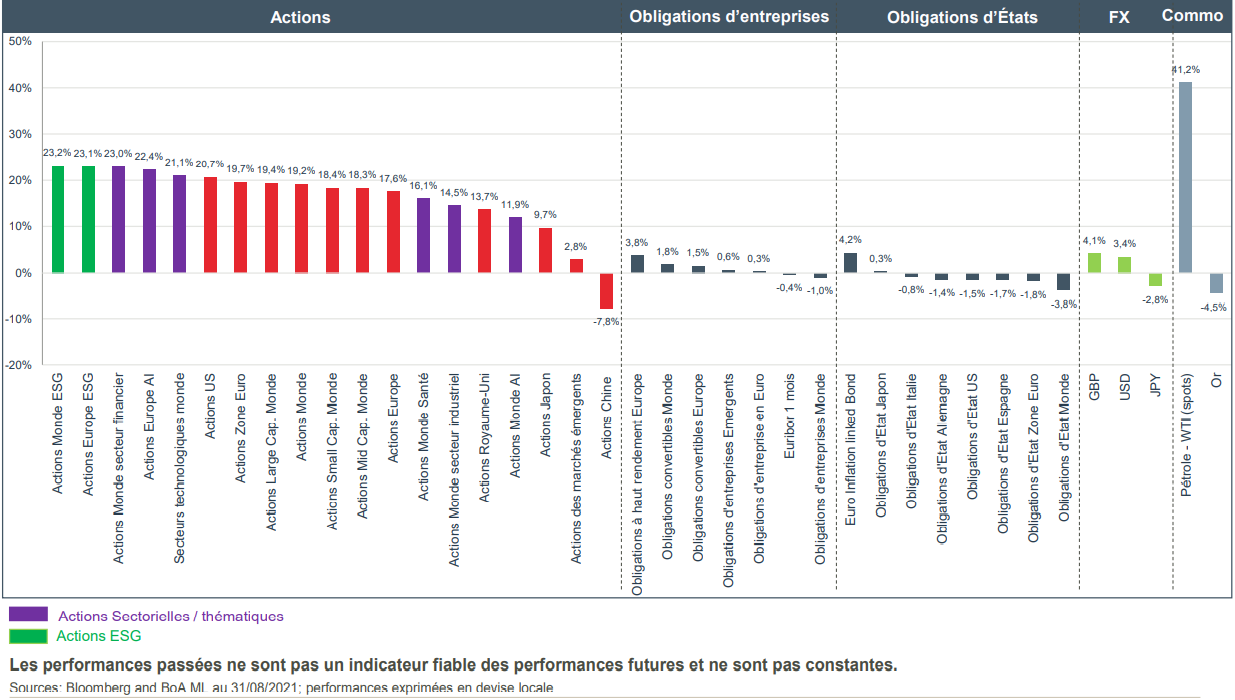 Actions Obligations d'entreprises Obligations d'États FX Commo
50%
40%
30%
20%
10%
0%
-10%
-20%
23,2% 23,1% 23,0% 22,4% 21,1% 20,7% 19,7% 19,4% 19,2% 18,4% 18,3% 17,6% 16,1% 14,5% 13,7% 11,9% 9,7% 2,8% -7,8%
3,8% 1,8% 1,5% 0,6% 0,3% -0,4% -1,0%
4,2% 0,3% -0,8% -1,4% -1,5% -1,7% -1,8% -3,8%
4,1% 3,4% -2,8%
41,2% -4,5%
Actions Monde ESG
Actions Europe ESG
Actions Monde secteur financier
Actions Europe AI
Secteurs technologiques monde
Actions US
Actions Zone Euro
Actions Large Cap. Monde
Actions Monde
Actions Small Cap. Monde
Actions Mid Cap. Monde
Actions Europe
Actions Monde Santé
Actions Monde secteur industriel
Actions Royaume-Uni
Actions Monde AI
Actions Japon
Actions des marchés émergents
Actions Chine
Obligations à haut rendement Europe
Obligations convertibles Monde
Obligations convertibles Europe
Obligations d'entreprises Emergents
Obligations d'entreprise en Euro
Euribor 1 mois
Obligations d'entreprises Monde
Euro Inflation linked Bond
Obligations d'Etat Japon
Obligations d'Etat Italie
Obligations d'Etat Alemagne
Obligations d'Etat US
Obligations d'Etat Espagne
Obligations d'Etat Zone Euro
Obligations d'Etat Monde
GBP
USD
JPY
Pétrole - WTI (spots)
Or
Actions Sectorielles / thématiques
Actions ESG
Les performances passées ne sont pas un indicateur fiable des performances futures et ne sont pas constantes.
Sources: Bloomberg and BoA ML au 31/08/2021; performances exprimées en devise locale